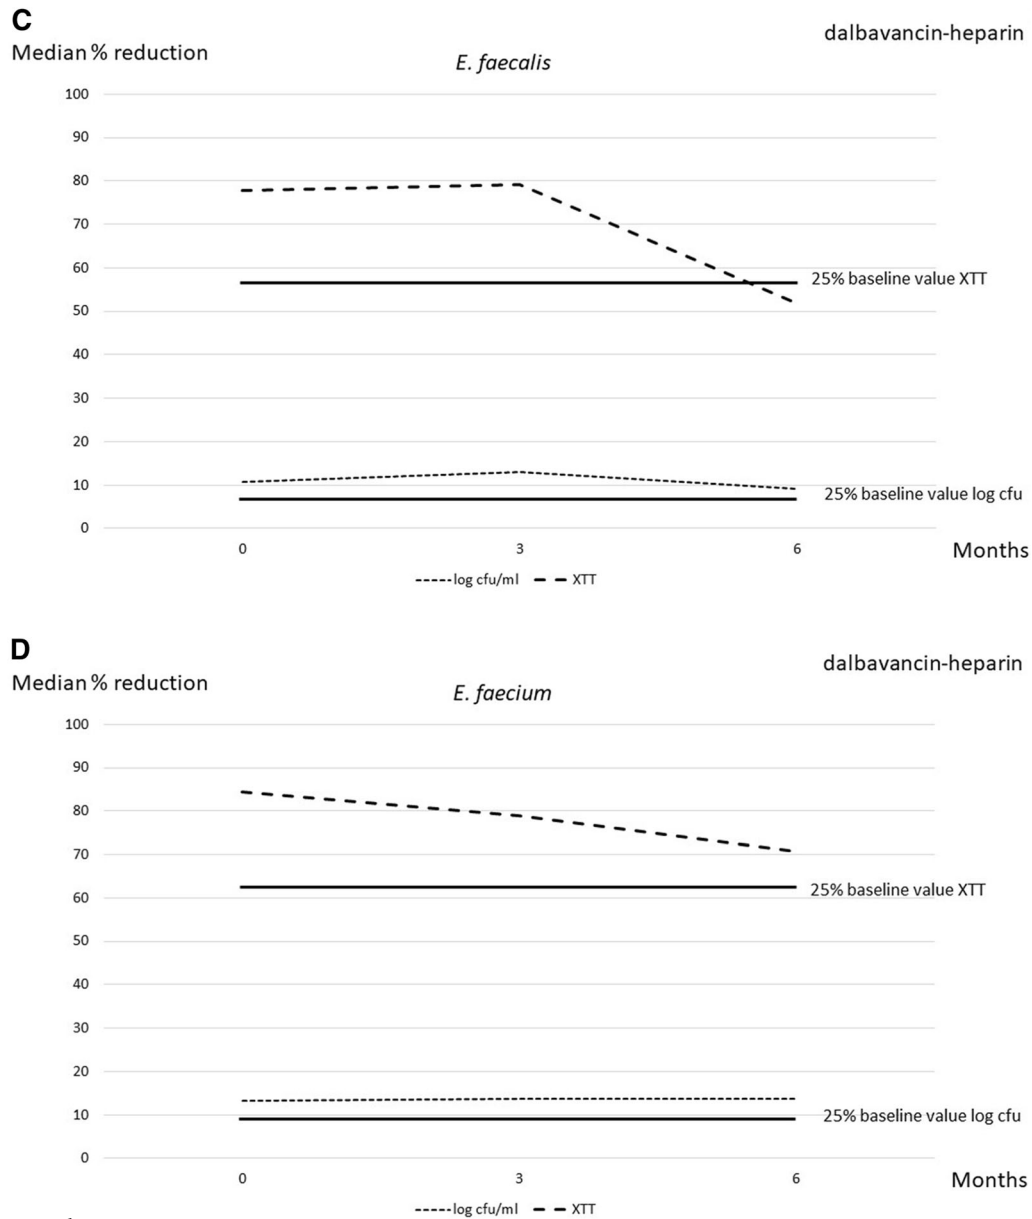 C
dalbavancin-heparin
Median % reduction
E. faecalis
100
90
80
70
60
25% baseline value XTT
50
40
30
20
10
25% baseline value log cfu
0
0 3 6 Months
log cfu/ml XTT
D
dalbavancin-heparin
Median % reduction
E. faecium
100
90
80
70
60
25% baseline value XTT
50
40
30
20
10
25% baseline value log cfu
0
0 3 6 Months
log cfu/ml XTT